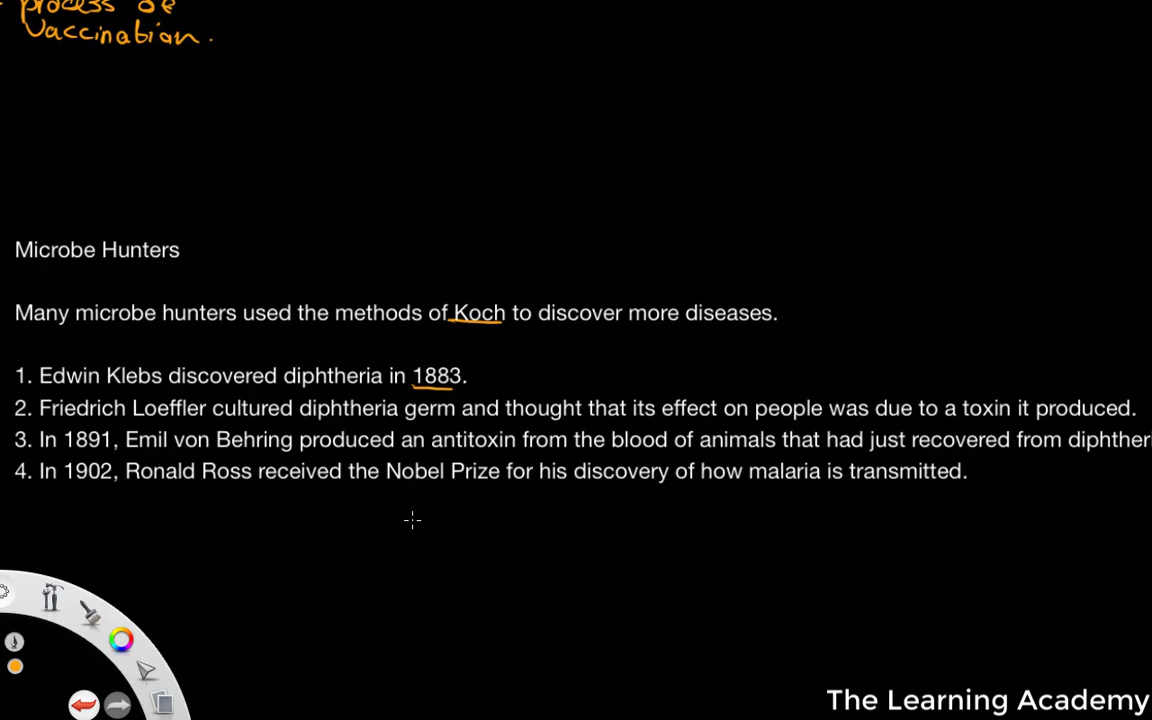 process of
Vaccination.
Microbe Hunters
Many microbe hunters used the methods of Koch to discover more diseases.
1. Edwin Klebs discovered diphtheria in 1883.
2. Friedrich Loeffler cultured diphtheria germ and thought that its effect on people was due to a toxin it produced.
3. In 1891, Emil von Behring produced an antitoxin from the blood of animals that had just recovered from diphtheri
4. In 1902, Ronald Ross received the Nobel Prize for his discovery of how malaria is transmitted.
The Learning Academy